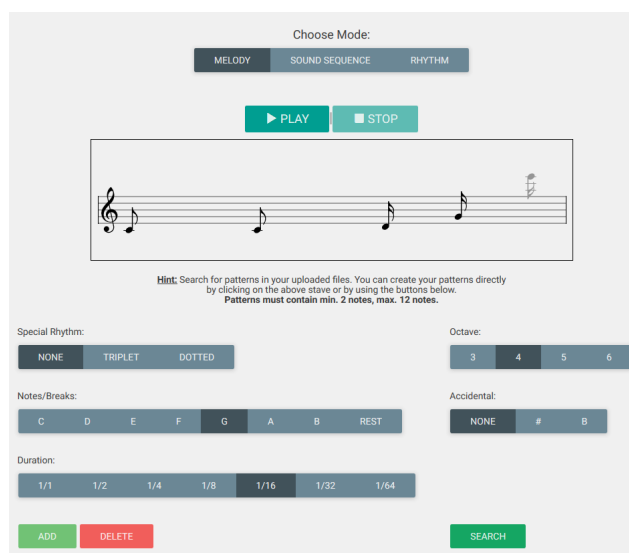 Choose Mode:
MELODY SOUND SEQUENCE RHYTHM
PLAY STOP
Hint: Search for patterns in your uploaded files. You can create your patterns directly
by clicking on the above stave or by using the buttons below.
Patterns must contain min. 2 notes, max. 12 notes.
Special Rhythm:
NONE TRIPLET DOTTED
Octave:
3 4 5 6
Notes/Breaks:
C D E F G A B REST
Accidental:
NONE # B
Duration:
1/1 1/2 1/4 1/8 1/16 1/32 1/64
ADD DELETE
SEARCH